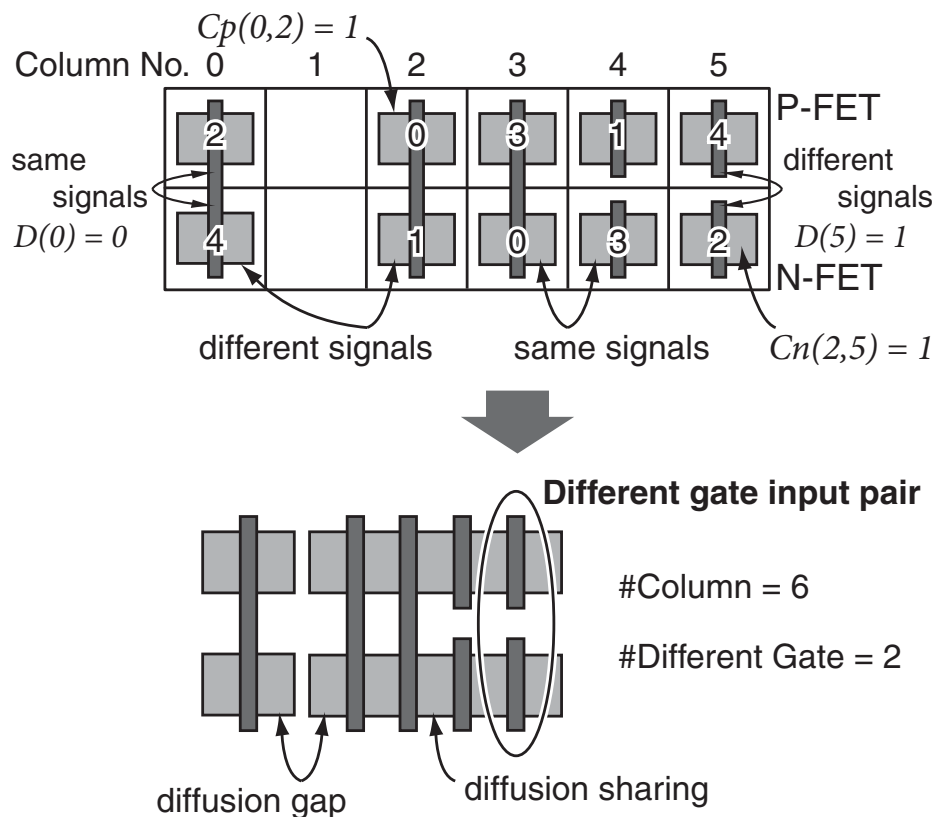 Cp(0,2) = 1
Column No. 0 1 2 3 4 5
P-FET
2 0 3 1 4
same
signals
D(0) = 0
different
signals
D(5) = 1
4 1 0 3 2
N-FET
different signals
same signals
Cn(2,5) = 1
Different gate input pair
#Column = 6
#Different Gate = 2
diffusion gap
diffusion sharing